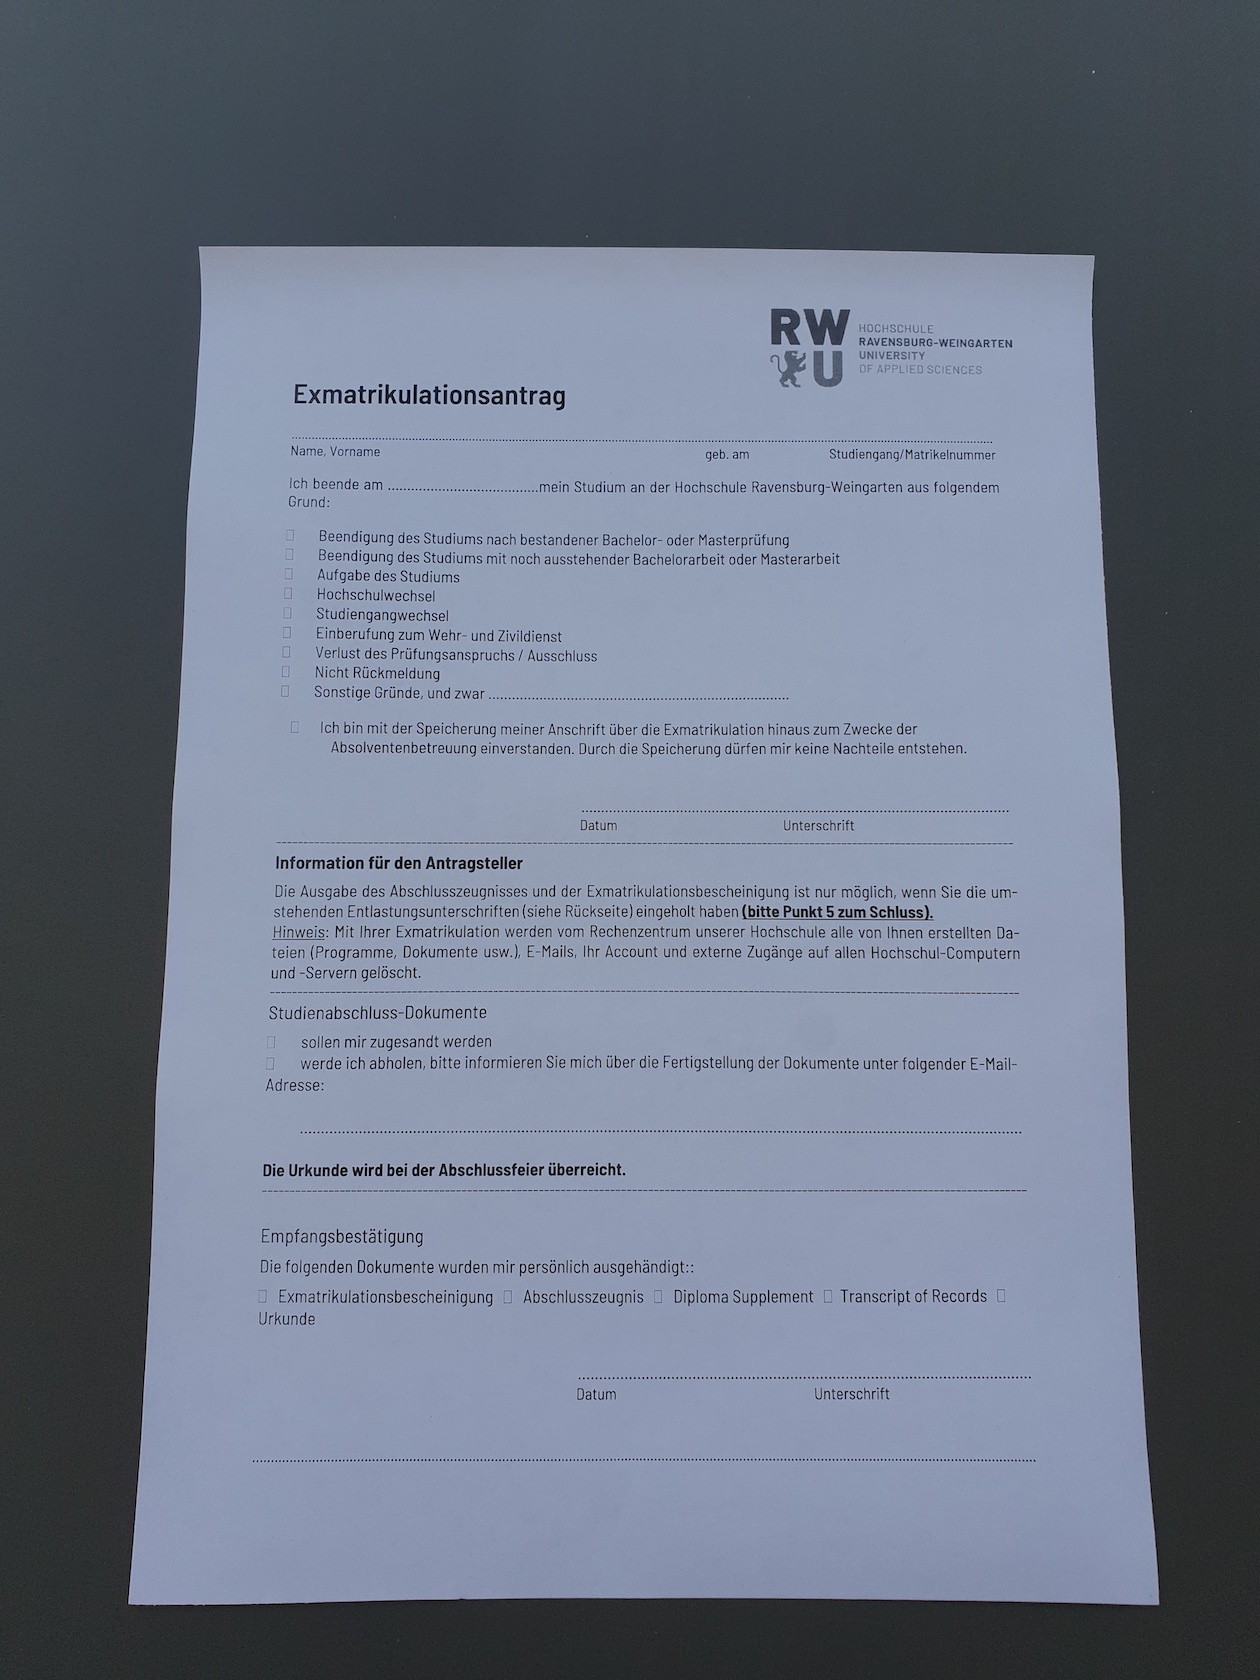 RW
U
HOCHSCHULE
RAVENSBURG-WEINGARTEN
UNIVERSITY
OF APPLIED SCIENCES
Exmatrikulationsantrag
Name, Vorname geb. am Studiengang/Matrikelnummer
Ich beende am ......................................mein Studium an der Hochschule Ravensburg-Weingarten aus folgendem
Grund:
Beendigung des Studiums nach bestandener Bachelor- oder Masterprüfung
Beendigung des Studiums mit noch ausstehender Bachelorarbeit oder Masterarbeit
Aufgabe des Studiums
Hochschulwechsel
Studiengangwechsel
Einberufung zum Wehr- und Zivildienst
Verlust des Prüfungsanspruchs / Ausschluss
Nicht Rückmeldung
Sonstige Gründe, und zwar ............................................................................
Ich bin mit der Speicherung meiner Anschrift über die Exmatrikulation hinaus zum Zwecke der
Absolventenbetreuung einverstanden. Durch die Speicherung dürfen mir keine Nachteile entstehen.
Datum Unterschrift
Information für den Antragsteller
Die Ausgabe des Abschlusszeugnisses und der Exmatrikulationsbescheinigung ist nur möglich, wenn Sie die um-
stehenden Entlastungsunterschriften (siehe Rückseite) eingeholt haben (bitte Punkt 5 zum Schluss).
Hinweis: Mit Ihrer Exmatrikulation werden vom Rechenzentrum unserer Hochschule alle von Ihnen erstellten Da-
teien (Programme, Dokumente usw.), E-Mails, Ihr Account und externe Zugänge auf allen Hochschul-Computern
und -Servern gelöscht.
Studienabschluss-Dokumente
sollen mir zugesandt werden
werde ich abholen, bitte informieren Sie mich über die Fertigstellung der Dokumente unter folgender E-Mail-
Adresse:
Die Urkunde wird bei der Abschlussfeier überreicht.
Empfangsbestätigung
Die folgenden Dokumente wurden mir persönlich ausgehändigt::
Exmatrikulationsbescheinigung Abschlusszeugnis Diploma Supplement Transcript of Records
Urkunde
Datum Unterschrift